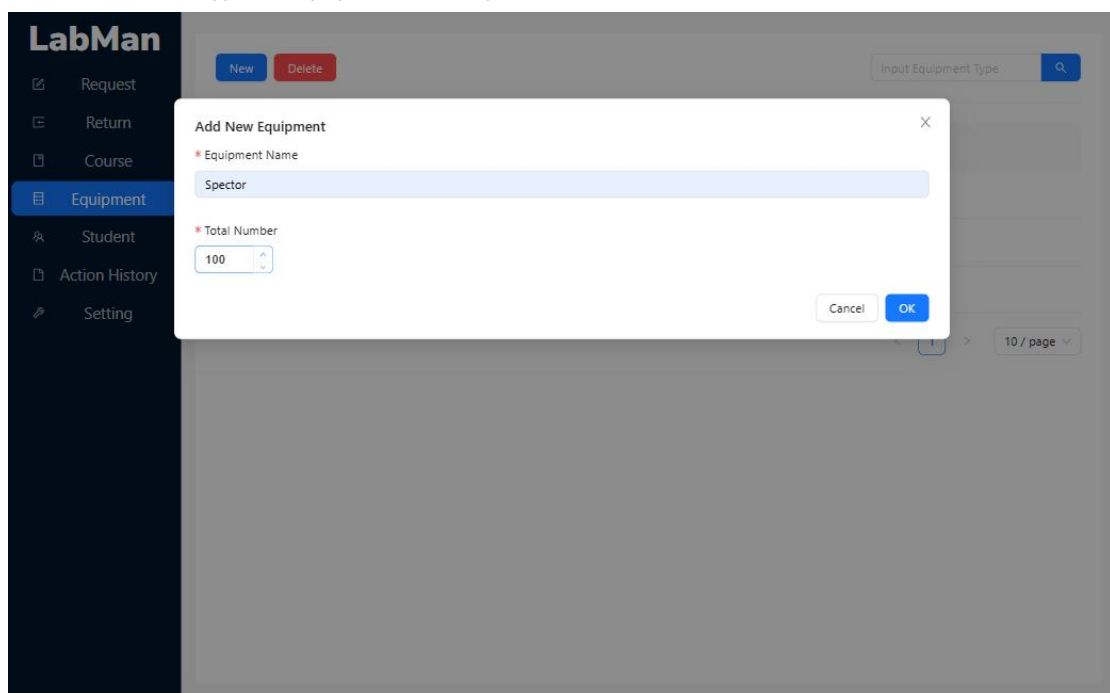 LabMan
Request
Return
Course
Equipment
Student
Action History
Setting
New
Delete
Input Equipment Type
Add New Equipment
* Equipment Name
Spector
* Total Number
100
Cancel
OK
1
10 / page